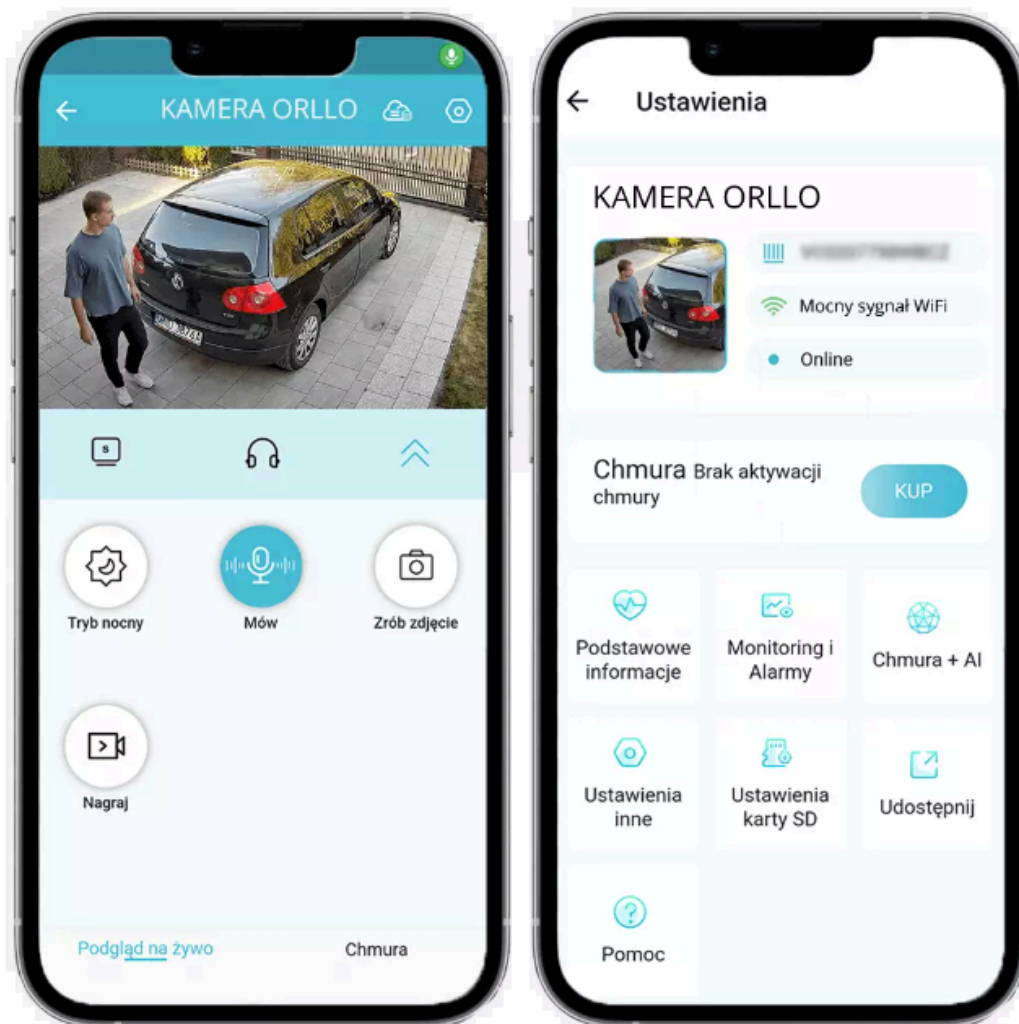 KAMERA ORLLO
S
Tryb nocny
Mów
Zrób zdjęcie
Nagraj
Podgląd na żywo
Chmura
Ustawienia
KAMERA ORLLO
Mocny sygnał WiFi
Online
Chmura Brak aktywacji
chmury
KUP
Podstawowe
informacje
Monitoring i
Alarmy
Chmura + AI
Ustawienia
inne
Ustawienia
karty SD
Udostępnij
Pomoc